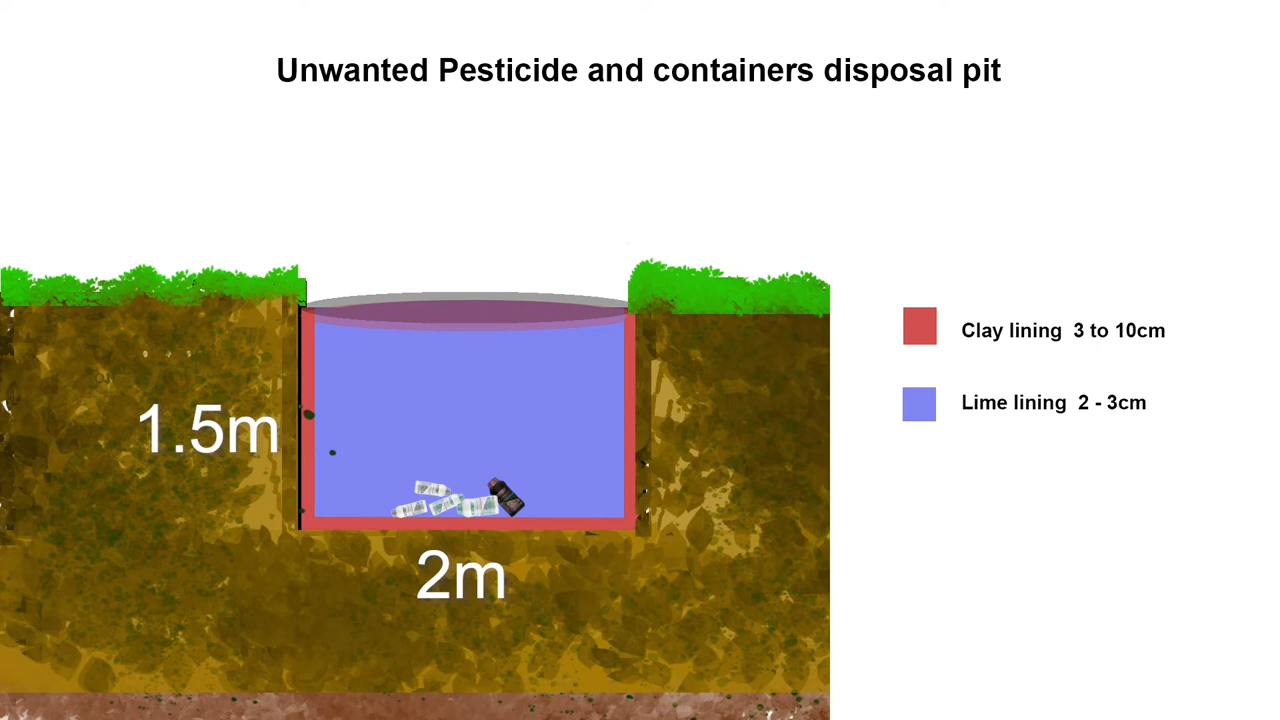 Unwanted Pesticide and containers disposal pit
Clay lining 3 to 10cm
1.5m
Lime lining 2 - 3cm
2m